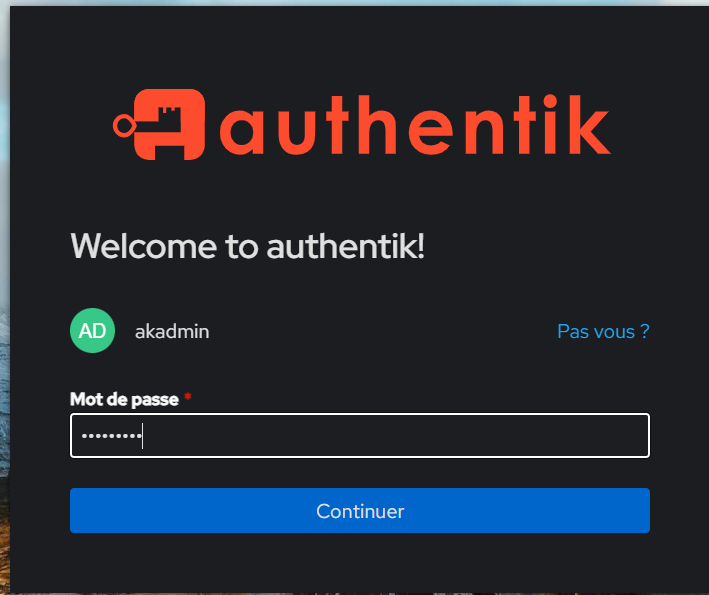 authentik
Welcome to authentik!
AD akadmin Pas vous ?
Mot de passe *
•••••••••
Continuer